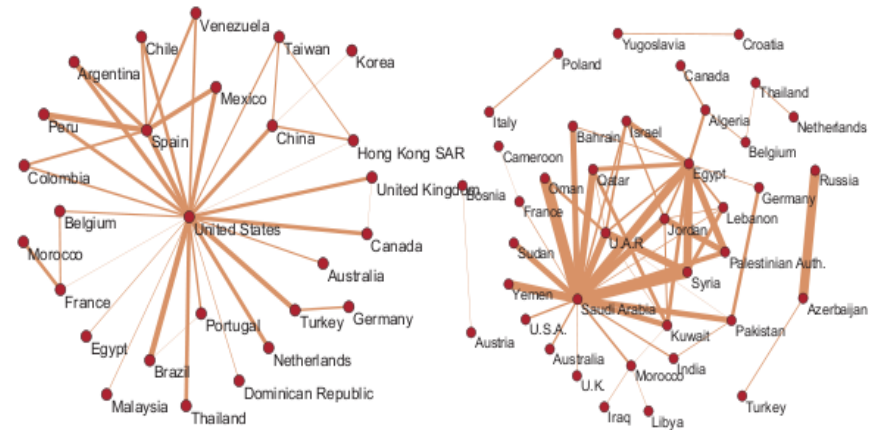 Venezuela
Chile
Taiwan
Korea
Argentina
Mexico
Peru
Spain
China
Hong Kong SAR
Colombia
United Kingdom
Belgium
United States
Canada
Morocco
Australia
France
Portugal
Turkey
Germany
Egypt
Netherlands
Brazil
Dominican Republic
Malaysia
Thailand
Yugoslavia
Croatia
Poland
Canada
Thailand
Italy
Algeria
Netherlands
Bahrain
Israel
Belgium
Cameroon
Egypt
Russia
Oman
Qatar
Germany
Bosnia
France
Lebanon
Jordan
U.A.R
Sudan
Palestinian Auth.
Syria
Yemen
Saudi Arabia
Azerbaijan
U.S.A.
Kuwait
Pakistan
Austria
Australia
India
Morocco
U.K.
Turkey
Iraq
Libya